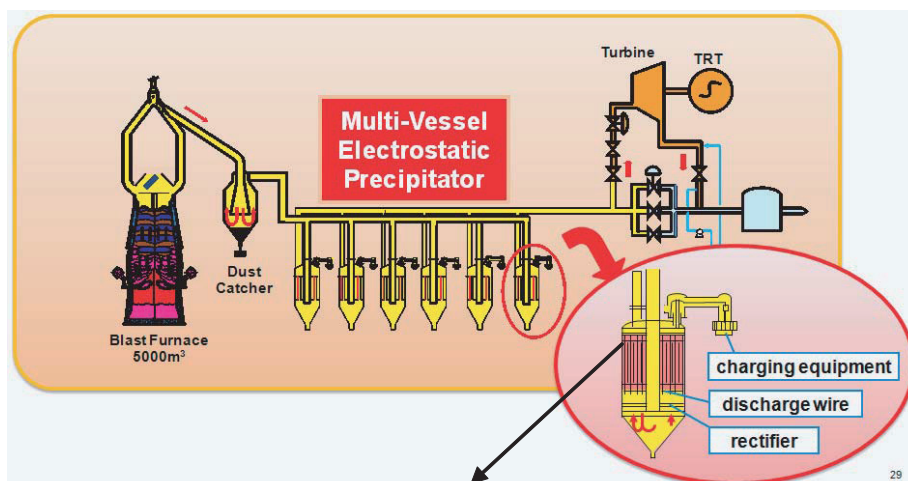 Turbine
TRT
Multi-Vessel
Electrostatic
Precipitator
Dust
Catcher
Blast Furnace
5000m³
charging equipment
discharge wire
rectifier
29